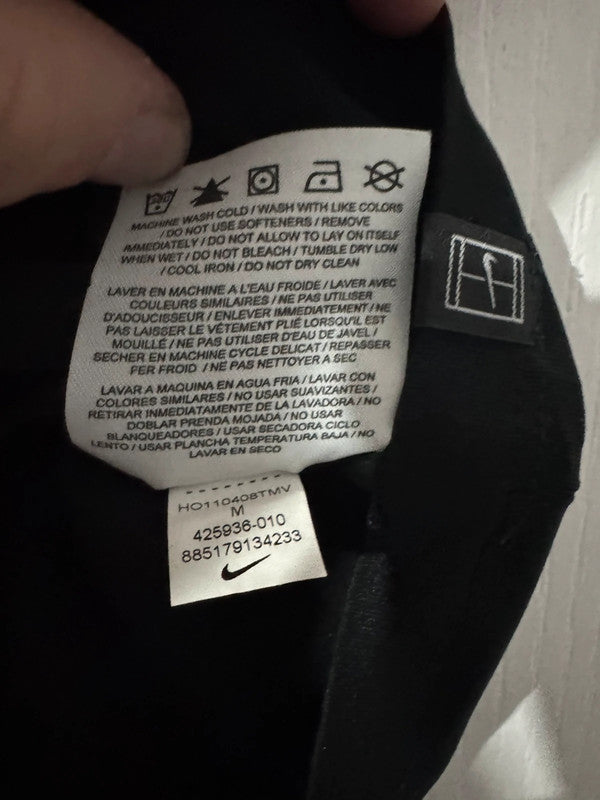 MACHINE WASH COLD / WASH WITH LIKE COLORS
/ DO NOT USE SOFTENERS / REMOVE
IMMEDIATELY / DO NOT ALLOW TO LAY ON ITSELF
WHEN WET / DO NOT BLEACH / TUMBLE DRY LOW
/ COOL IRON / DO NOT DRY CLEAN
LAVER EN MACHINE A L'EAU FROIDE / LAVER AVEC
COULEURS SIMILAIRES / NE PAS UTILISER
D'ADOUCISSEUR / ENLEVER IMMEDIATEMENT / NE
PAS LAISSER LE VÊTEMENT PLIÉ LORSQU'IL EST
MOUILLÉ / NE PAS UTILISER D'EAU DE JAVEL /
SECHER EN MACHINE CYCLE DELICAT / REPASSER
FER FROID / NE PAS NETTOYER A SEC
LAVAR A MAQUINA EN AGUA FRIA / LAVAR CON
COLORES SIMILARES / NO USAR SUAVIZANTES /
RETIRAR INMEDIATAMENTE DE LA LAVADORA / NO
DOBLAR PRENDA MOJADA / NO USAR
BLANQUEADORES / USAR SECADORA CICLO
LENTO / USAR PLANCHA TEMPERATURA BAJA / NO
LAVAR EN SECO
HO110408TMV
M
425936-010
885179134233